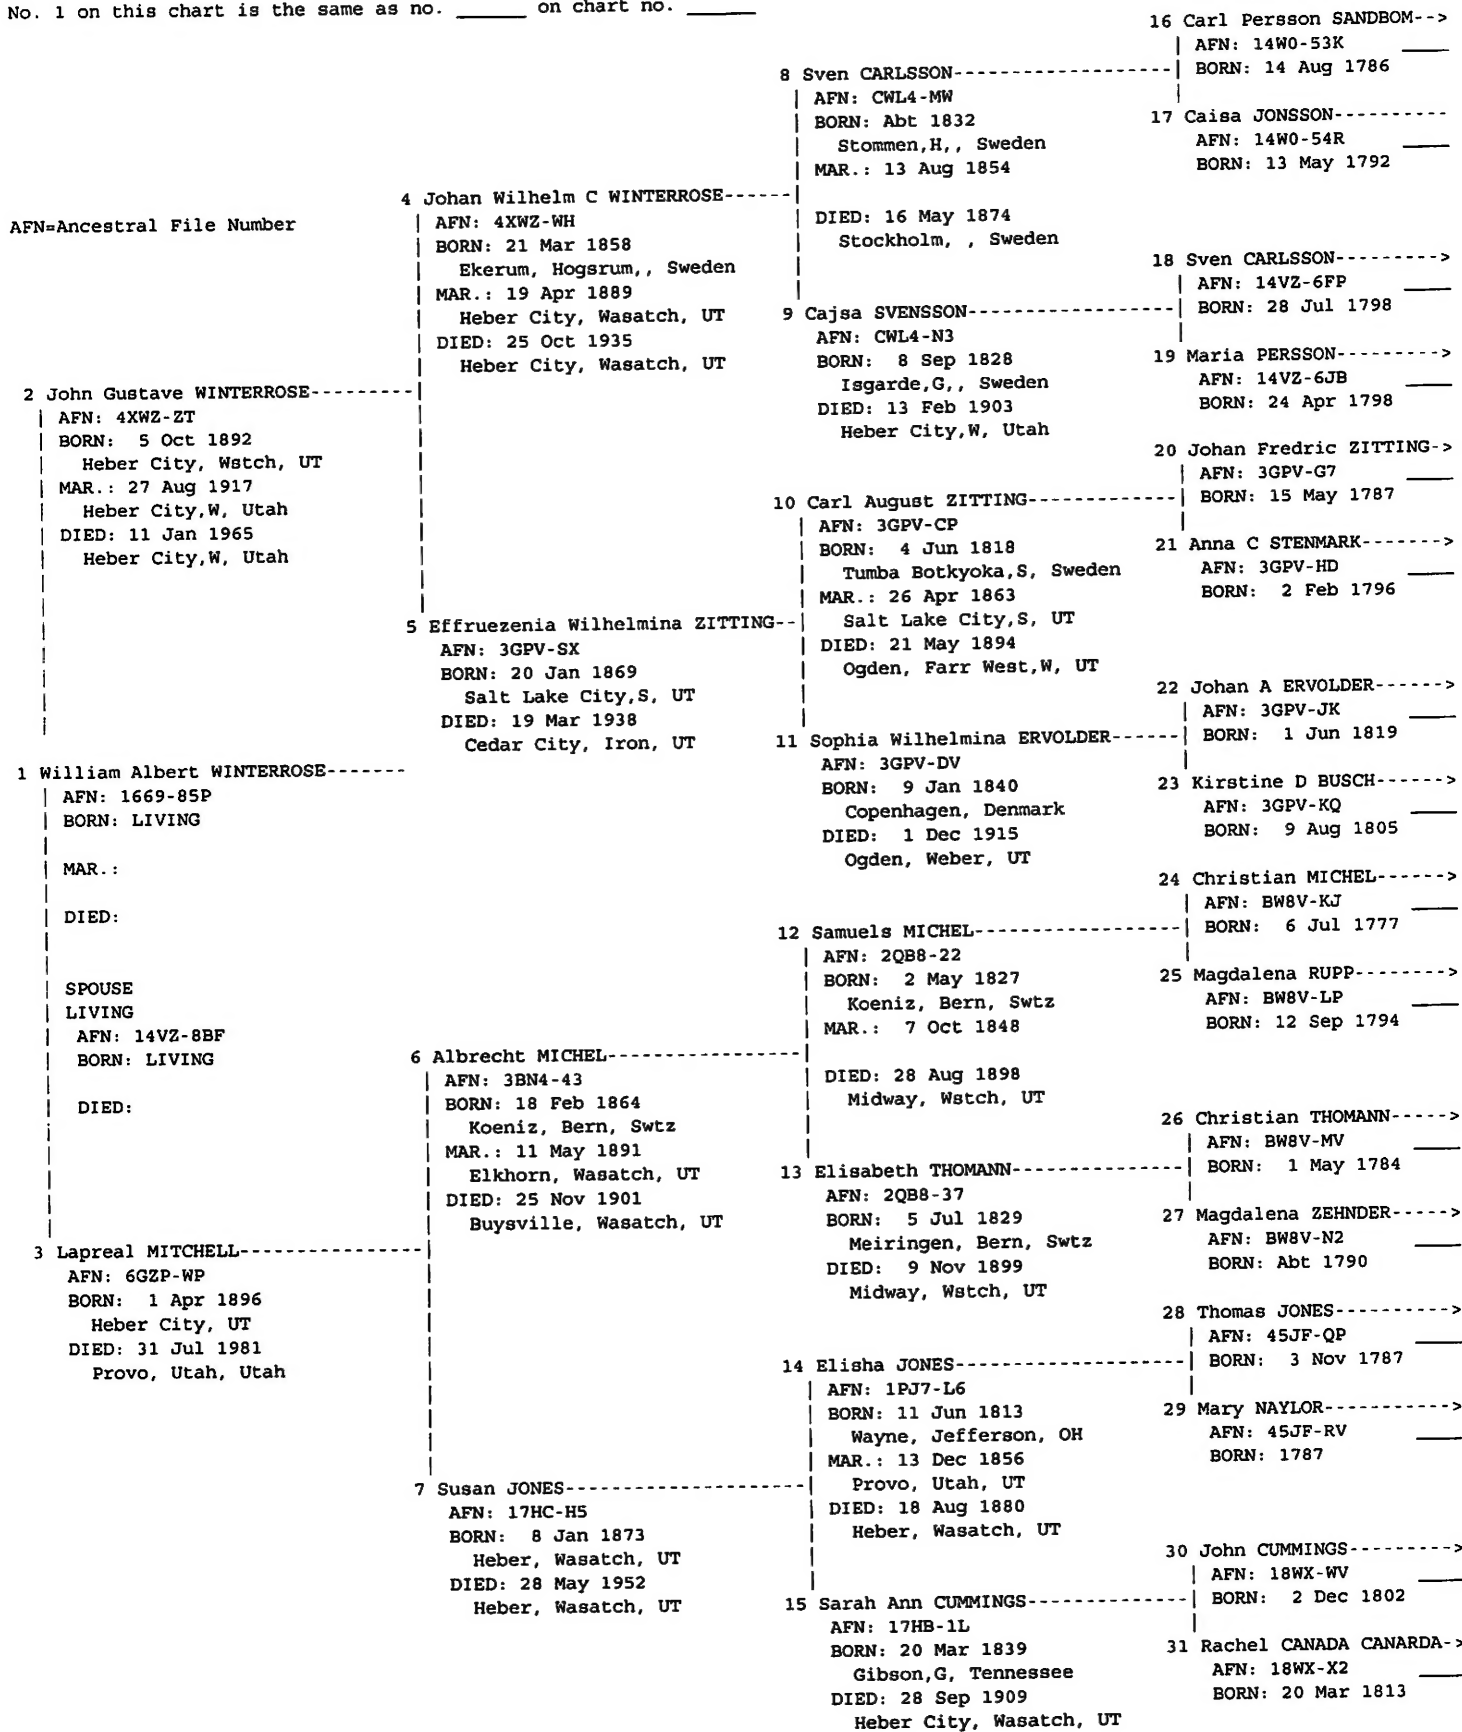 No. 1 on this chart is the same as no. ______ on chart no. ______
16 Carl Persson SANDBOM-->
AFN: 14W0-53K
BORN: 14 Aug 1786
8 Sven CARLSSON
AFN: CWL4-MW
BORN: Abt 1832
Stommen,H,, Sweden
MAR.: 13 Aug 1854
DIED: 16 May 1874
Stockholm, , Sweden
17 Caisa JONSSON
AFN: 14W0-54R
BORN: 13 May 1792
4 Johan Wilhelm C WINTERROSE
AFN: 4XWZ-WH
BORN: 21 Mar 1858
Ekerum, Hogsrum,, Sweden
MAR.: 19 Apr 1889
Heber City, Wasatch, UT
DIED: 25 Oct 1935
Heber City, Wasatch, UT
AFN=Ancestral File Number
18 Sven CARLSSON--------->
AFN: 14VZ-6FP
BORN: 28 Jul 1798
9 Cajsa SVENSSON
AFN: CWL4-N3
BORN: 8 Sep 1828
Isgarde,G,, Sweden
DIED: 13 Feb 1903
Heber City,W, Utah
19 Maria PERSSON--------->
AFN: 14VZ-6JB
BORN: 24 Apr 1798
2 John Gustave WINTERROSE
AFN: 4XWZ-ZT
BORN: 5 Oct 1892
Heber City, Wstch, UT
MAR.: 27 Aug 1917
Heber City,W, Utah
DIED: 11 Jan 1965
Heber City,W, Utah
20 Johan Fredric ZITTING->
AFN: 3GPV-G7
BORN: 15 May 1787
10 Carl August ZITTING
AFN: 3GPV-CP
BORN: 4 Jun 1818
Tumba Botkyoka,S, Sweden
MAR.: 26 Apr 1863
Salt Lake City,S, UT
DIED: 21 May 1894
Ogden, Farr West,W, UT
21 Anna C STENMARK------->
AFN: 3GPV-HD
BORN: 2 Feb 1796
5 Effruezenia Wilhelmina ZITTING
AFN: 3GPV-SX
BORN: 20 Jan 1869
Salt Lake City,S, UT
DIED: 19 Mar 1938
Cedar City, Iron, UT
22 Johan A ERVOLDER------>
AFN: 3GPV-JK
BORN: 1 Jun 1819
11 Sophia Wilhelmina ERVOLDER
AFN: 3GPV-DV
BORN: 9 Jan 1840
Copenhagen, Denmark
DIED: 1 Dec 1915
Ogden, Weber, UT
23 Kirstine D BUSCH------>
AFN: 3GPV-KQ
BORN: 9 Aug 1805
1 William Albert WINTERROSE
AFN: 1669-85P
BORN: LIVING
MAR.:
DIED:
SPOUSE
LIVING
AFN: 14VZ-8BF
BORN: LIVING
DIED:
24 Christian MICHEL------>
AFN: BW8V-KJ
BORN: 6 Jul 1777
12 Samuels MICHEL
AFN: 2QB8-22
BORN: 2 May 1827
Koeniz, Bern, Swtz
MAR.: 7 Oct 1848
DIED: 28 Aug 1898
Midway, Wstch, UT
25 Magdalena RUPP-------->
AFN: BW8V-LP
BORN: 12 Sep 1794
6 Albrecht MICHEL
AFN: 3BN4-43
BORN: 18 Feb 1864
Koeniz, Bern, Swtz
MAR.: 11 May 1891
Elkhorn, Wasatch, UT
DIED: 25 Nov 1901
Buysville, Wasatch, UT
26 Christian THOMANN----->
AFN: BW8V-MV
BORN: 1 May 1784
13 Elisabeth THOMANN
AFN: 2QB8-37
BORN: 5 Jul 1829
Meiringen, Bern, Swtz
DIED: 9 Nov 1899
Midway, Wstch, UT
27 Magdalena ZEHNDER----->
AFN: BW8V-N2
BORN: Abt 1790
3 Lapreal MITCHELL
AFN: 6GZP-WP
BORN: 1 Apr 1896
Heber City, UT
DIED: 31 Jul 1981
Provo, Utah, Utah
28 Thomas JONES---------->
AFN: 45JF-QP
BORN: 3 Nov 1787
14 Elisha JONES
AFN: 1PJ7-L6
BORN: 11 Jun 1813
Wayne, Jefferson, OH
MAR.: 13 Dec 1856
Provo, Utah, UT
DIED: 18 Aug 1880
Heber, Wasatch, UT
29 Mary NAYLOR----------->
AFN: 45JF-RV
BORN: 1787
7 Susan JONES
AFN: 17HC-H5
BORN: 8 Jan 1873
Heber, Wasatch, UT
DIED: 28 May 1952
Heber, Wasatch, UT
30 John CUMMINGS--------->
AFN: 18WX-WV
BORN: 2 Dec 1802
15 Sarah Ann CUMMINGS
AFN: 17HB-1L
BORN: 20 Mar 1839
Gibson,G, Tennessee
DIED: 28 Sep 1909
Heber City, Wasatch, UT
31 Rachel CANADA CANARDA->
AFN: 18WX-X2
BORN: 20 Mar 1813